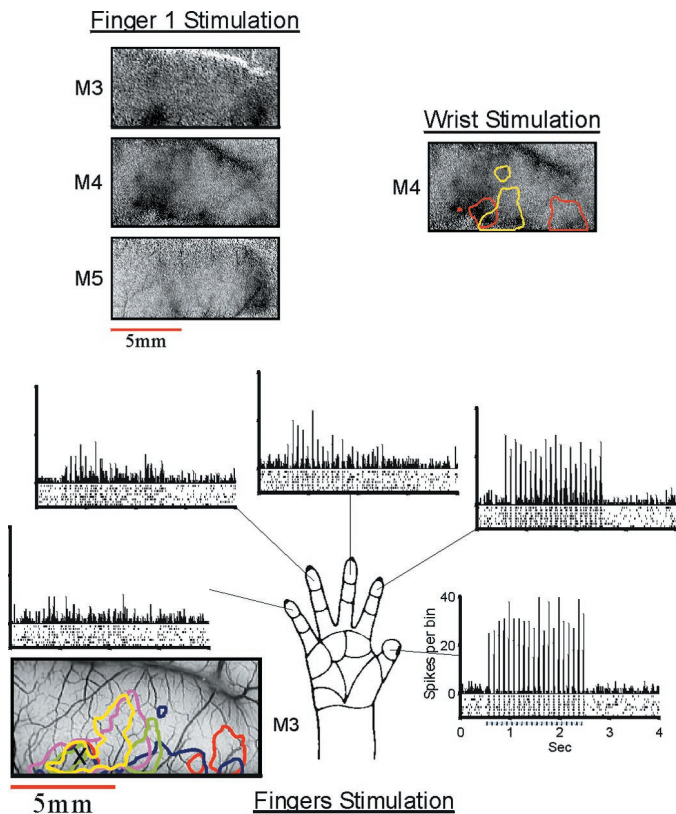 Finger 1 Stimulation
M3
Wrist Stimulation
M4
M4
M5
5mm
40
20
0
Spikes per bin
0 1 2 3 4
Sec
X
M3
5mm
Fingers Stimulation